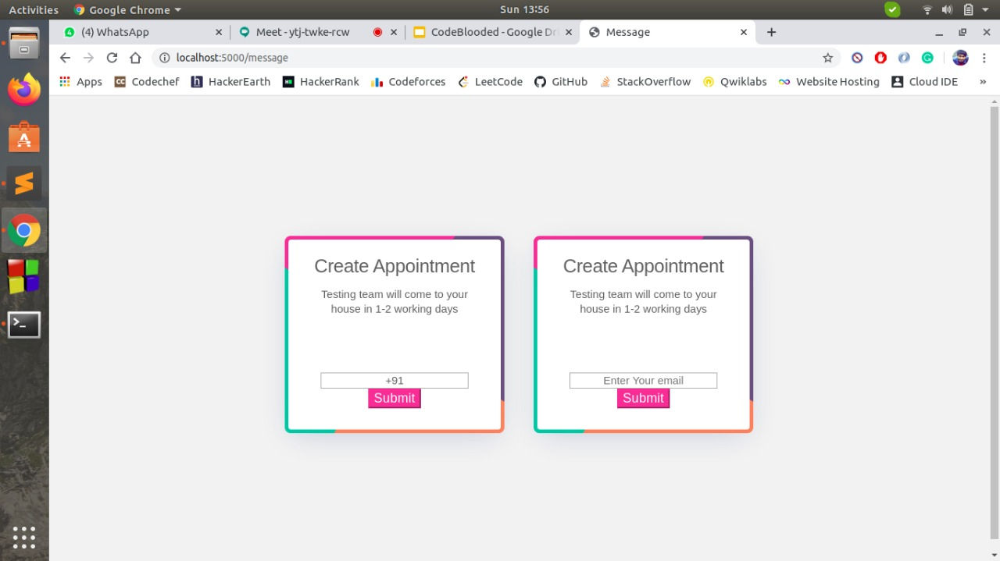 Activities
Google Chrome
Sun 13:56
(4) WhatsApp
Meet - ytj-twke-rcw
CodeBlooded - Google Dr
Message
localhost:5000/message
Apps
Codechef
HackerEarth
HackerRank
Codeforces
LeetCode
GitHub
StackOverflow
Qwiklabs
Website Hosting
Cloud IDE
»
Create Appointment
Testing team will come to your
house in 1-2 working days
+91
Submit
Create Appointment
Testing team will come to your
house in 1-2 working days
Enter Your email
Submit